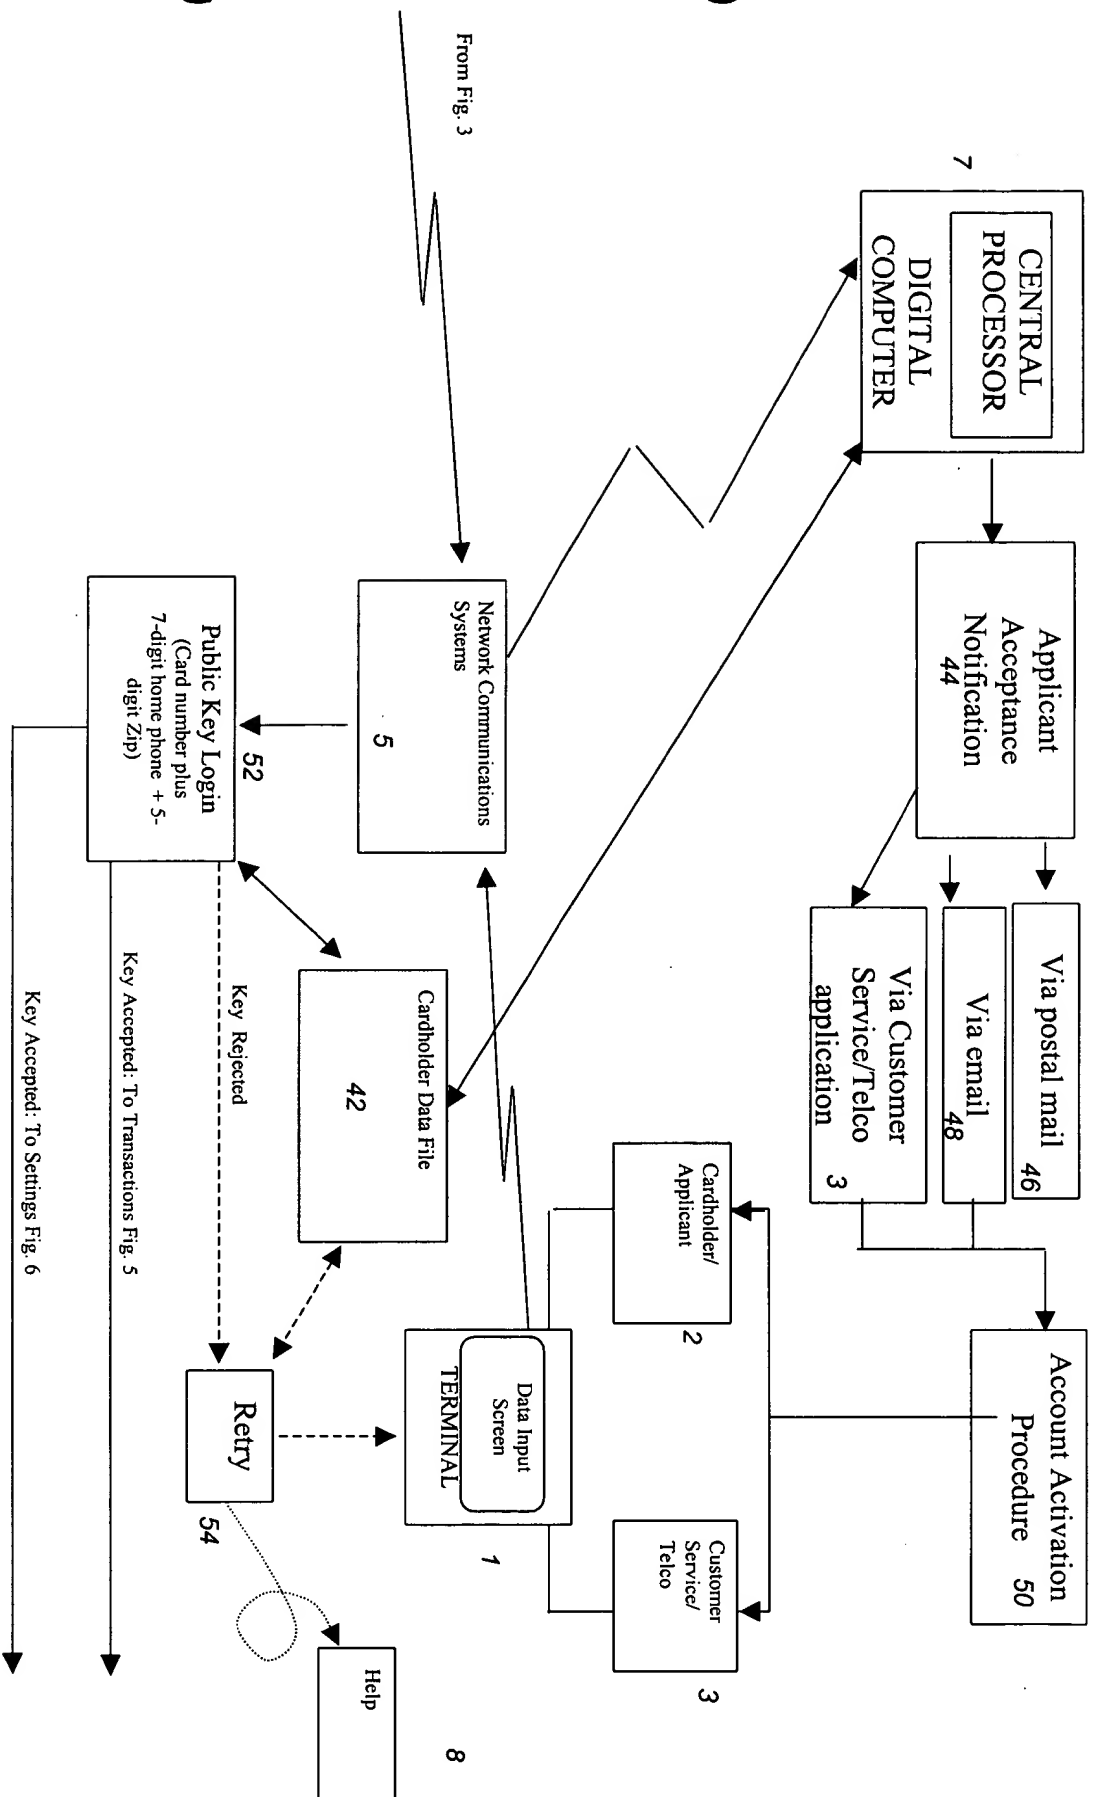 7
CENTRAL
PROCESSOR
DIGITAL
COMPUTER
Applicant
Acceptance
Notification
44
Via postal mail
46
Via email
48
Via Customer
Service/Telco
application
3
Account Activation
Procedure 50
From Fig. 3
Network Communications
Systems
5
Cardholder/
Applicant
2
Customer
Service/
Telco
3
Data Input
Screen
TERMINAL
1
Cardholder Data File
42
52
Public Key Login
(Card number plus
7-digit home phone + 5-
digit Zip)
Key Rejected
Retry
54
Help
8
Key Accepted: To Transactions Fig. 5
Key Accepted: To Settings Fig. 6